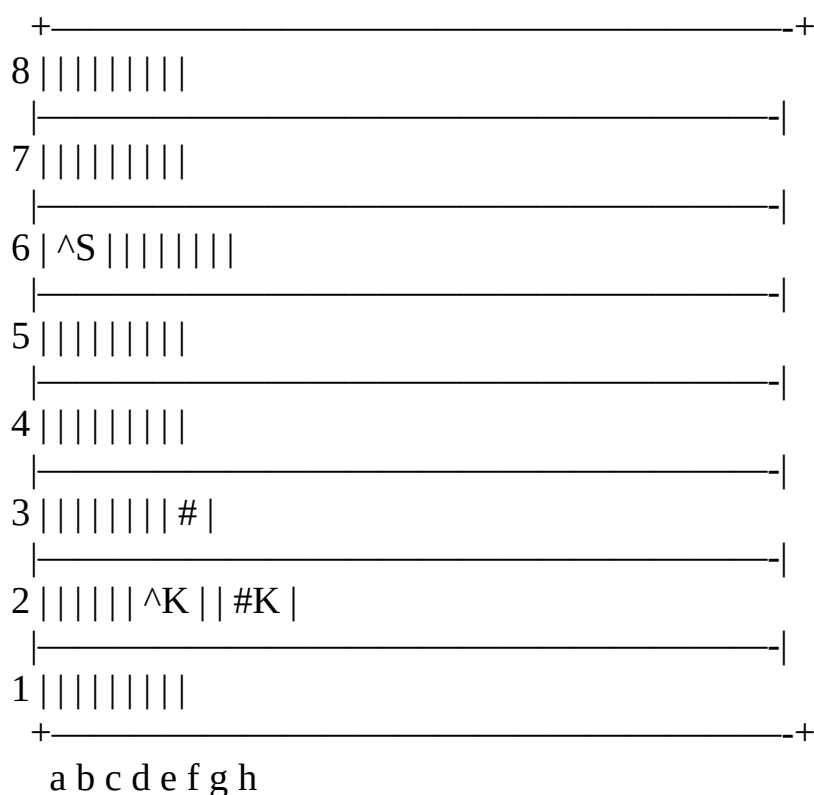 +——————————————————-+
8 | | | | | | | | |
|——————————————————-|
7 | | | | | | | | |
|——————————————————-|
6 | ^S | | | | | | | |
|——————————————————-|
5 | | | | | | | | |
|——————————————————-|
4 | | | | | | | | |
|——————————————————-|
3 | | | | | | | | # |
|——————————————————-|
2 | | | | | | ^K | | #K |
|——————————————————-|
1 | | | | | | | | |
+——————————————————-+
a b c d e f g h